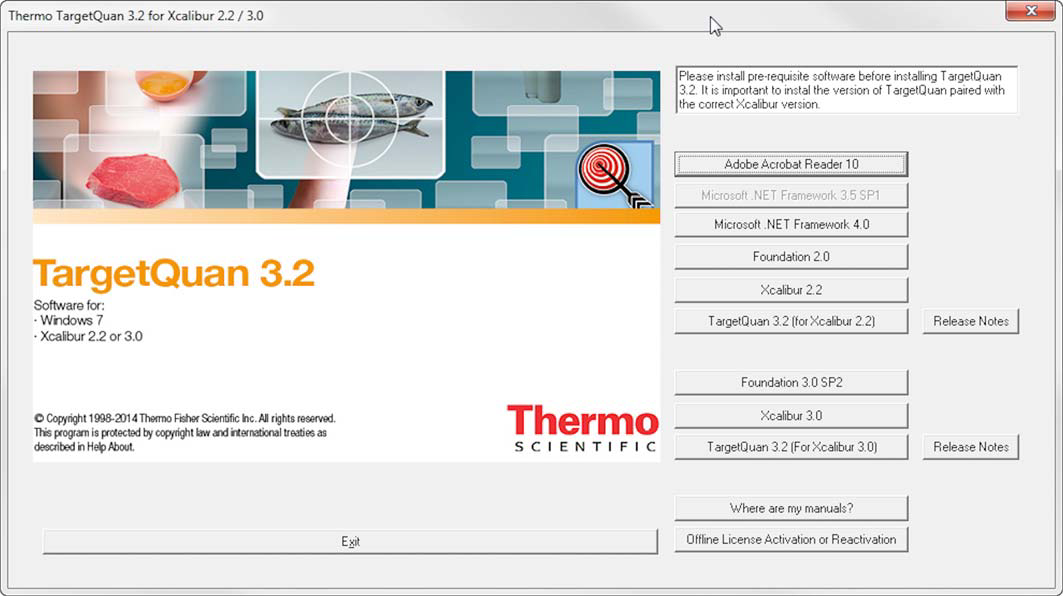 Thermo TargetQuan 3.2 for Xcalibur 2.2 / 3.0
Please install pre-requisite software before installing TargetQuan
3.2. It is important to instal the version of TargetQuan paired with
the correct Xcalibur version.
Adobe Acrobat Reader 10
Microsoft .NET Framework 3.5 SP1
Microsoft .NET Framework 4.0
Foundation 2.0
Xcalibur 2.2
TargetQuan 3.2 (for Xcalibur 2.2)
Release Notes
Foundation 3.0 SP2
Xcalibur 3.0
TargetQuan 3.2 (For Xcalibur 3.0)
Release Notes
Where are my manuals?
Offline License Activation or Reactivation
TargetQuan 3.2
Software for:
· Windows 7
· Xcalibur 2.2 or 3.0
© Copyright 1998-2014 Thermo Fisher Scientific Inc. All rights reserved.
This program is protected by copyright law and international treaties as
described in Help About.
Thermo
SCIENTIFIC
Exit